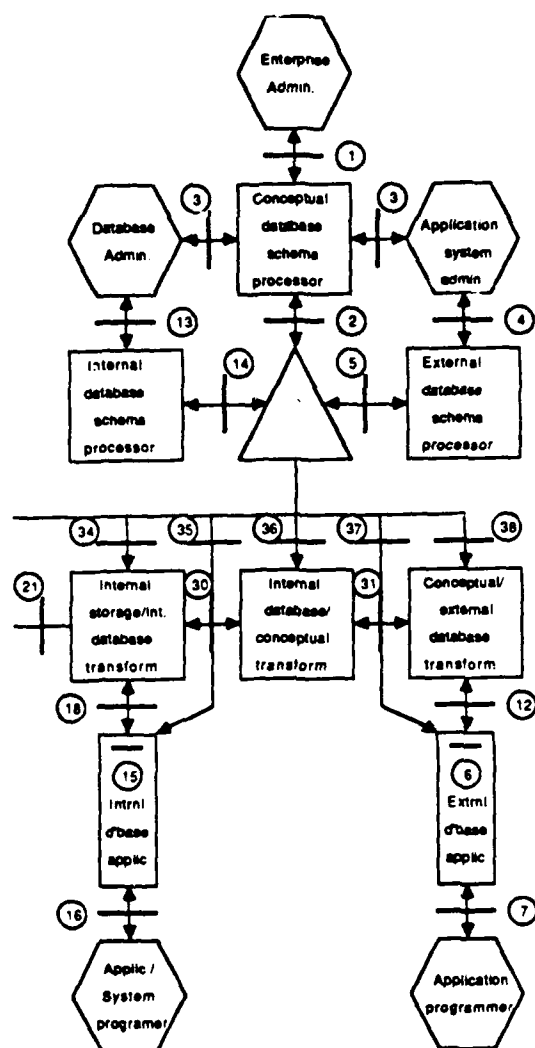 Enterprise
Admin.
1
3
3
Database
Admin.
Conceptual
database
schema
processor
Application
system
admin
13
2
4
Internal
database
schema
processor
14
5
External
database
schema
processor
34
35
36
37
38
21
Internal
storage/Int.
database
transform
30
Internal
database/
conceptual
transform
31
Conceptual/
external
database
transform
18
12
15
Intrnl
d'base
applic
6
Extrnl
d'base
applic
16
7
Applic /
System
programer
Application
programmer